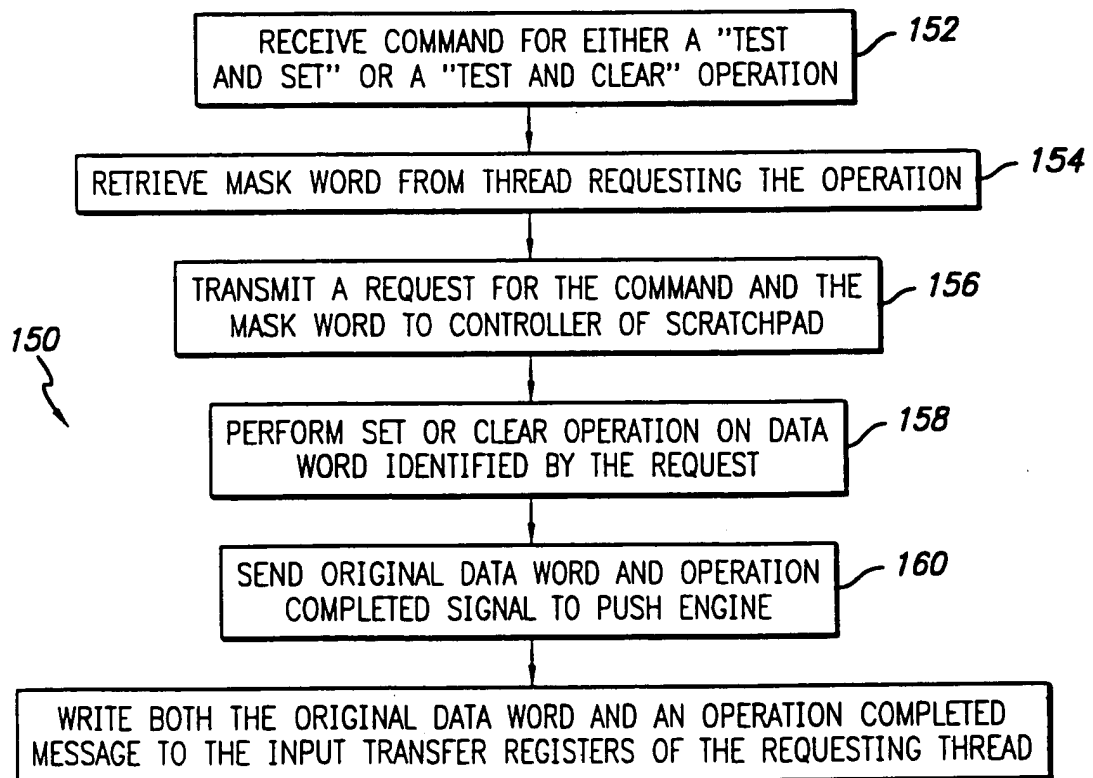 RECEIVE COMMAND FOR EITHER A "TEST
AND SET" OR A "TEST AND CLEAR" OPERATION
152
RETRIEVE MASK WORD FROM THREAD REQUESTING THE OPERATION
154
TRANSMIT A REQUEST FOR THE COMMAND AND THE
MASK WORD TO CONTROLLER OF SCRATCHPAD
156
150
PERFORM SET OR CLEAR OPERATION ON DATA
WORD IDENTIFIED BY THE REQUEST
158
SEND ORIGINAL DATA WORD AND OPERATION
COMPLETED SIGNAL TO PUSH ENGINE
160
WRITE BOTH THE ORIGINAL DATA WORD AND AN OPERATION COMPLETED
MESSAGE TO THE INPUT TRANSFER REGISTERS OF THE REQUESTING THREAD